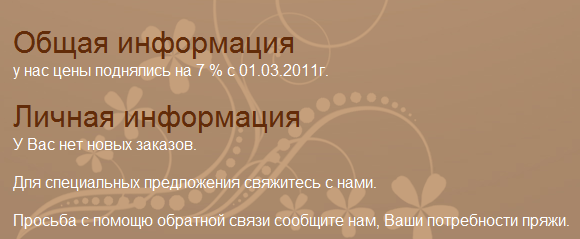 Общая информация
у нас цены поднялись на 7 % с 01.03.2011г.
Личная информация
У Вас нет новых заказов.
Для специальных предложения свяжитесь с нами.
Просьба с помощю обратной связи сообщите нам, Ваши потребности пряжи.